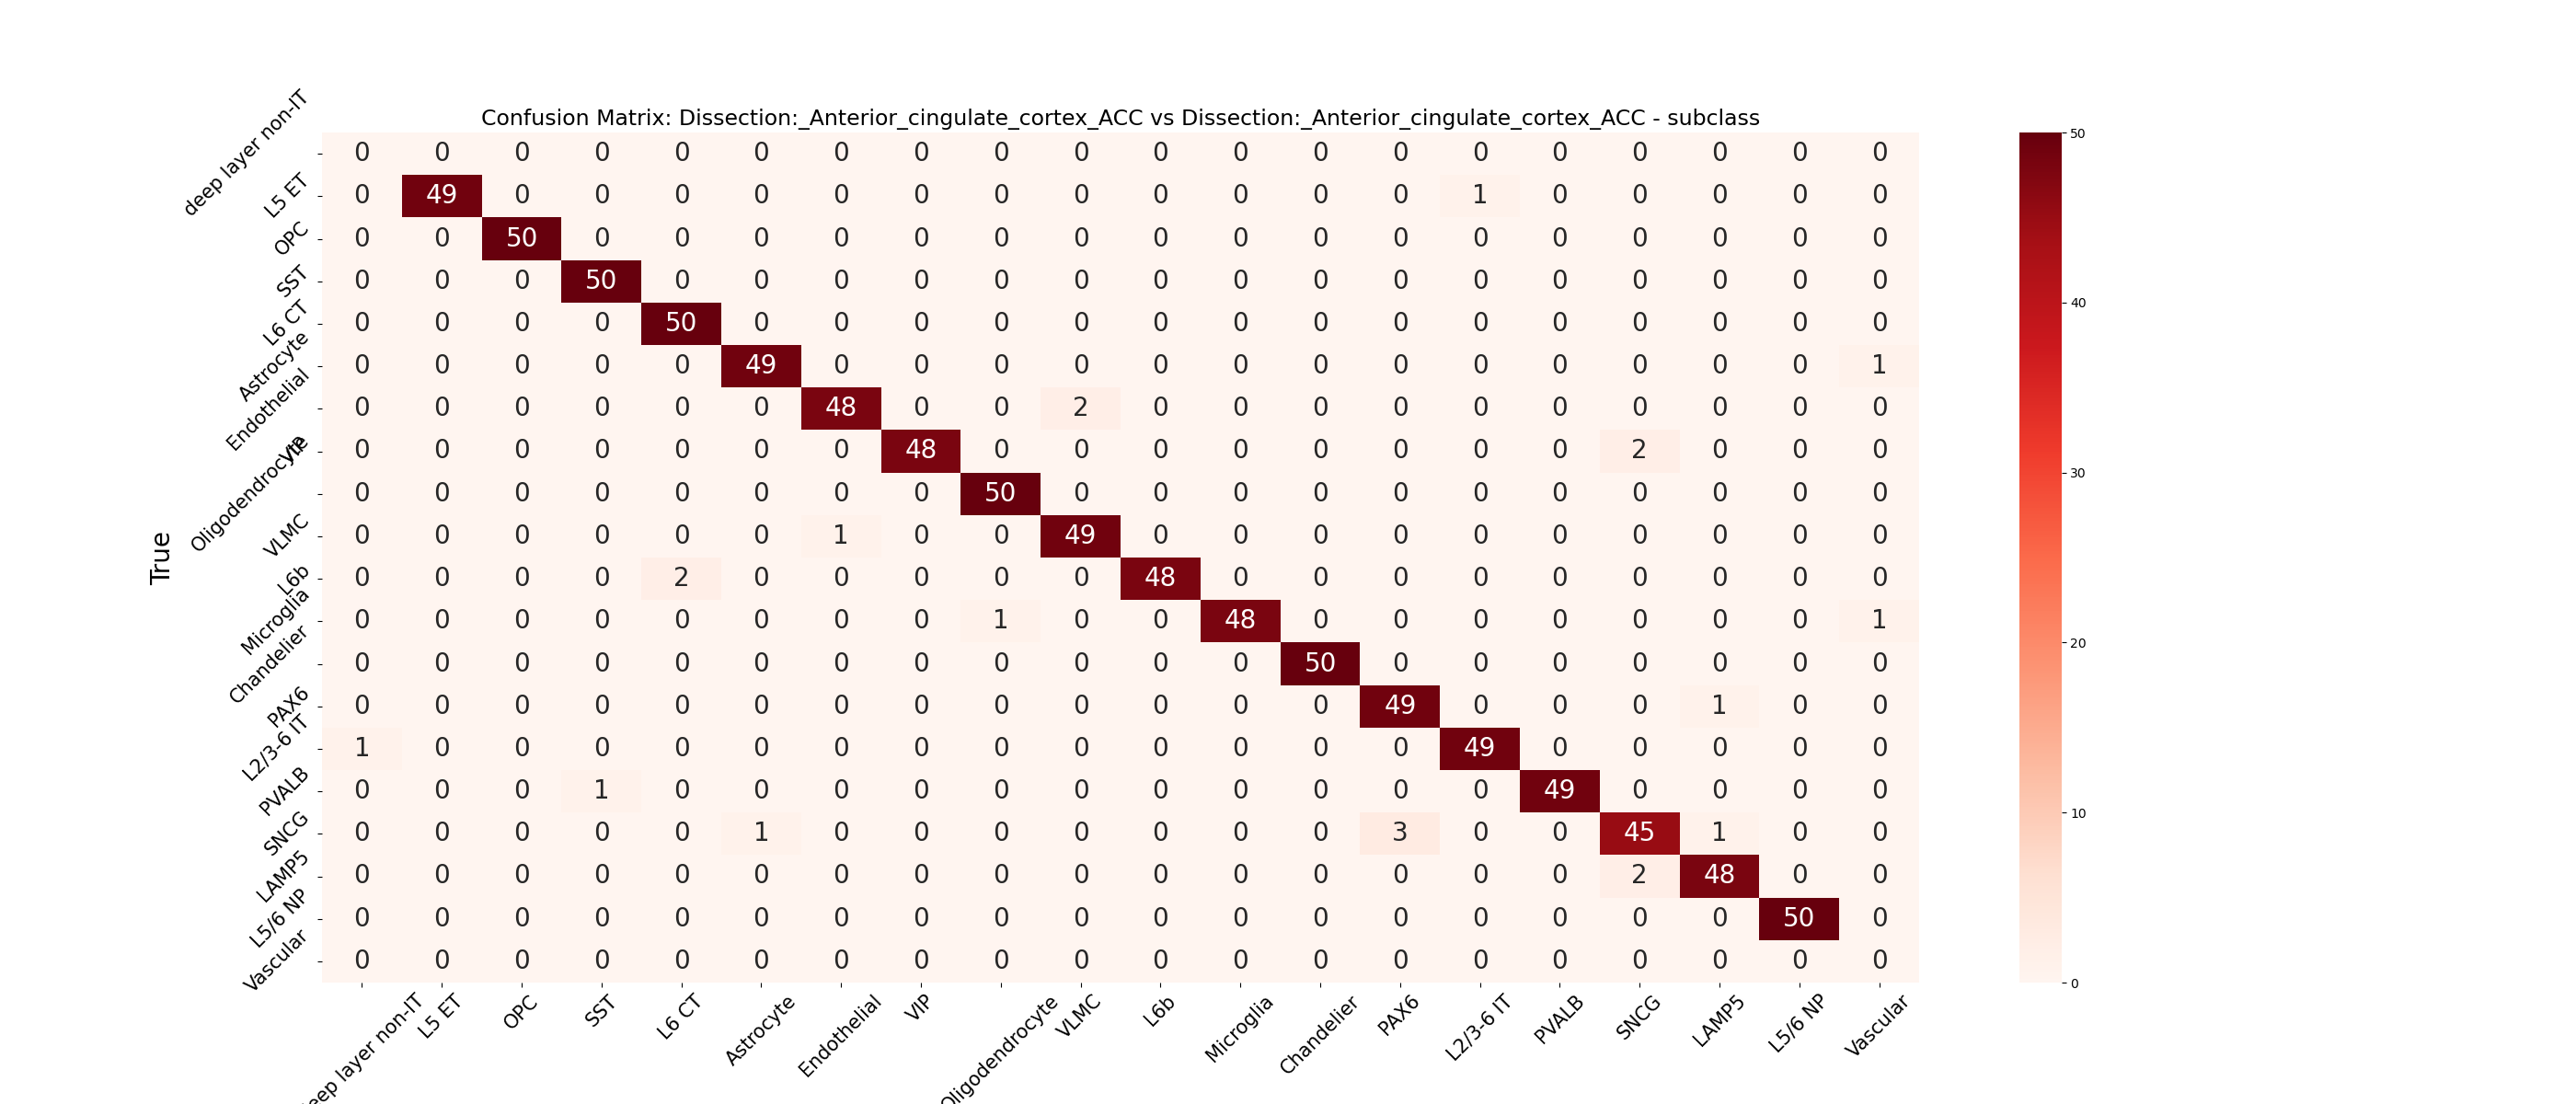 Confusion Matrix: Dissection:_Anterior_cingulate_cortex_ACC vs Dissection:_Anterior_cingulate_cortex_ACC - subclass
True
deep layer non-IT 0 0 0 0 0 0 0 0 0 0 0 0 0 0 0 0 0 0 0 0
L5 ET 0 49 0 0 0 0 0 0 0 0 0 0 0 0 1 0 0 0 0 0
OPC 0 0 50 0 0 0 0 0 0 0 0 0 0 0 0 0 0 0 0 0
SST 0 0 0 50 0 0 0 0 0 0 0 0 0 0 0 0 0 0 0 0
L6 CT 0 0 0 0 50 0 0 0 0 0 0 0 0 0 0 0 0 0 0 0
Astrocyte 0 0 0 0 0 49 0 0 0 0 0 0 0 0 0 0 0 0 0 1
Endothelial 0 0 0 0 0 0 48 0 0 2 0 0 0 0 0 0 0 0 0 0
VIP 0 0 0 0 0 0 0 48 0 0 0 0 0 0 0 0 2 0 0 0
Oligodendrocyte 0 0 0 0 0 0 0 0 50 0 0 0 0 0 0 0 0 0 0 0
VLMC 0 0 0 0 0 0 1 0 0 49 0 0 0 0 0 0 0 0 0 0
L6b 0 0 0 0 2 0 0 0 0 0 48 0 0 0 0 0 0 0 0 0
Microglia 0 0 0 0 0 0 0 0 1 0 0 48 0 0 0 0 0 0 0 1
Chandelier 0 0 0 0 0 0 0 0 0 0 0 0 50 0 0 0 0 0 0 0
PAX6 0 0 0 0 0 0 0 0 0 0 0 0 0 49 0 0 0 1 0 0
L2/3-6 IT 1 0 0 0 0 0 0 0 0 0 0 0 0 0 49 0 0 0 0 0
PVALB 0 0 0 1 0 0 0 0 0 0 0 0 0 0 0 49 0 0 0 0
SNCG 0 0 0 0 0 1 0 0 0 0 0 0 0 3 0 0 45 1 0 0
LAMP5 0 0 0 0 0 0 0 0 0 0 0 0 0 0 0 0 2 48 0 0
L5/6 NP 0 0 0 0 0 0 0 0 0 0 0 0 0 0 0 0 0 0 50 0
Vascular 0 0 0 0 0 0 0 0 0 0 0 0 0 0 0 0 0 0 0 0
eep layer non-IT L5 ET OPC SST L6 CT Astrocyte Endothelial VIP Oligodendrocyte VLMC L6b Microglia Chandelier PAX6 L2/3-6 IT PVALB SNCG LAMP5 L5/6 NP Vascular
50
40
30
20
10
0